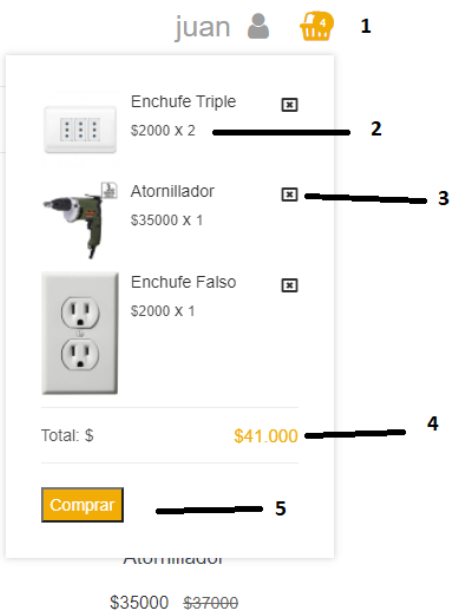 juan 4 1
Enchufe Triple
$2000 x 2 2
Atornillador
3
$35000 x 1
Enchufe Falso
$2000 x 1
4
Total: $ $41.000
Comprar 5
Atornillador
$35000 $37000